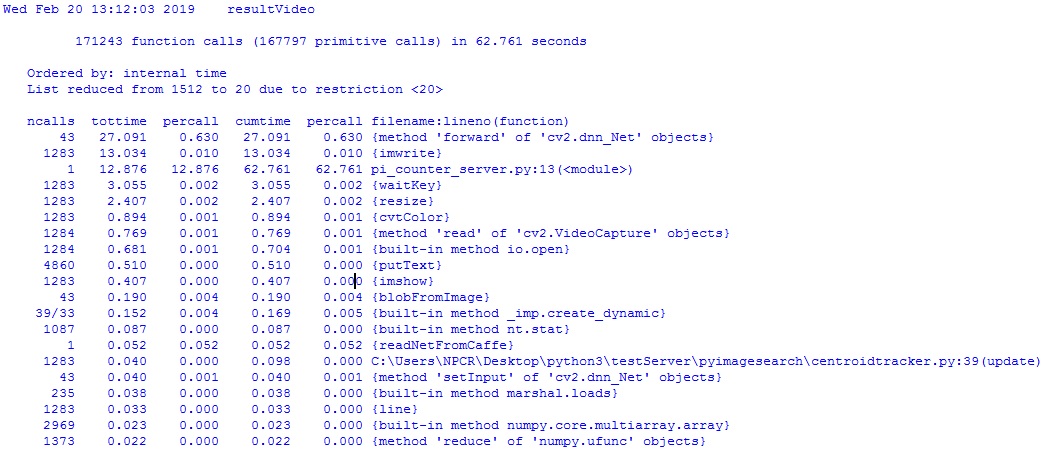 Wed Feb 20 13:12:03 2019    resultVideo
171243 function calls (167797 primitive calls) in 62.761 seconds
Ordered by: internal time
List reduced from 1512 to 20 due to restriction <20>
ncalls  tottime  percall  cumtime  percall filename:lineno(function)
43   27.091    0.630   27.091    0.630 {method 'forward' of 'cv2.dnn_Net' objects}
1283   13.034    0.010   13.034    0.010 {imwrite}
1   12.876   12.876   62.761   62.761 pi_counter_server.py:13(<module>)
1283    3.055    0.002    3.055    0.002 {waitKey}
1283    2.407    0.002    2.407    0.002 {resize}
1283    0.894    0.001    0.894    0.001 {cvtColor}
1284    0.769    0.001    0.769    0.001 {method 'read' of 'cv2.VideoCapture' objects}
1284    0.681    0.001    0.704    0.001 {built-in method io.open}
4860    0.510    0.000    0.510    0.000 {putText}
1283    0.407    0.000    0.407    0.000 {imshow}
43    0.190    0.004    0.190    0.004 {blobFromImage}
39/33    0.152    0.004    0.169    0.005 {built-in method _imp.create_dynamic}
1087    0.087    0.000    0.087    0.000 {built-in method nt.stat}
1    0.052    0.052    0.052    0.052 {readNetFromCaffe}
1283    0.040    0.000    0.098    0.000 C:\Users\NPCR\Desktop\python3\testServer\pyimagesearch\centroidtracker.py:39(update)
43    0.040    0.001    0.040    0.001 {method 'setInput' of 'cv2.dnn_Net' objects}
235    0.038    0.000    0.038    0.000 {built-in method marshal.loads}
1283    0.033    0.000    0.033    0.000 {line}
2969    0.023    0.000    0.023    0.000 {built-in method numpy.core.multiarray.array}
1373    0.022    0.000    0.022    0.000 {method 'reduce' of 'numpy.ufunc' objects}